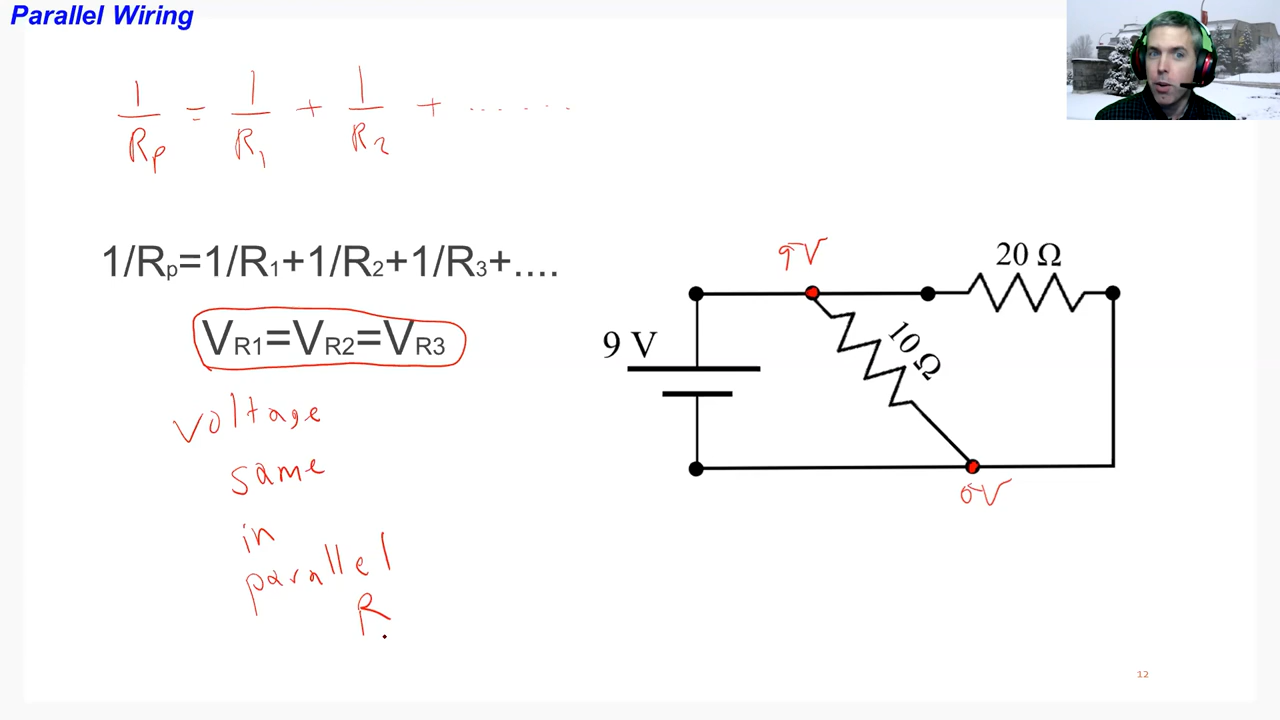 Parallel Wiring
1/Rp = 1/R1 + 1/R2 + ......
1/Rp=1/R1+1/R2+1/R3+....
VR1=VR2=VR3
voltage
same
in
parallel
R
9V
20 Ω
10 Ω
9 V
0V
12